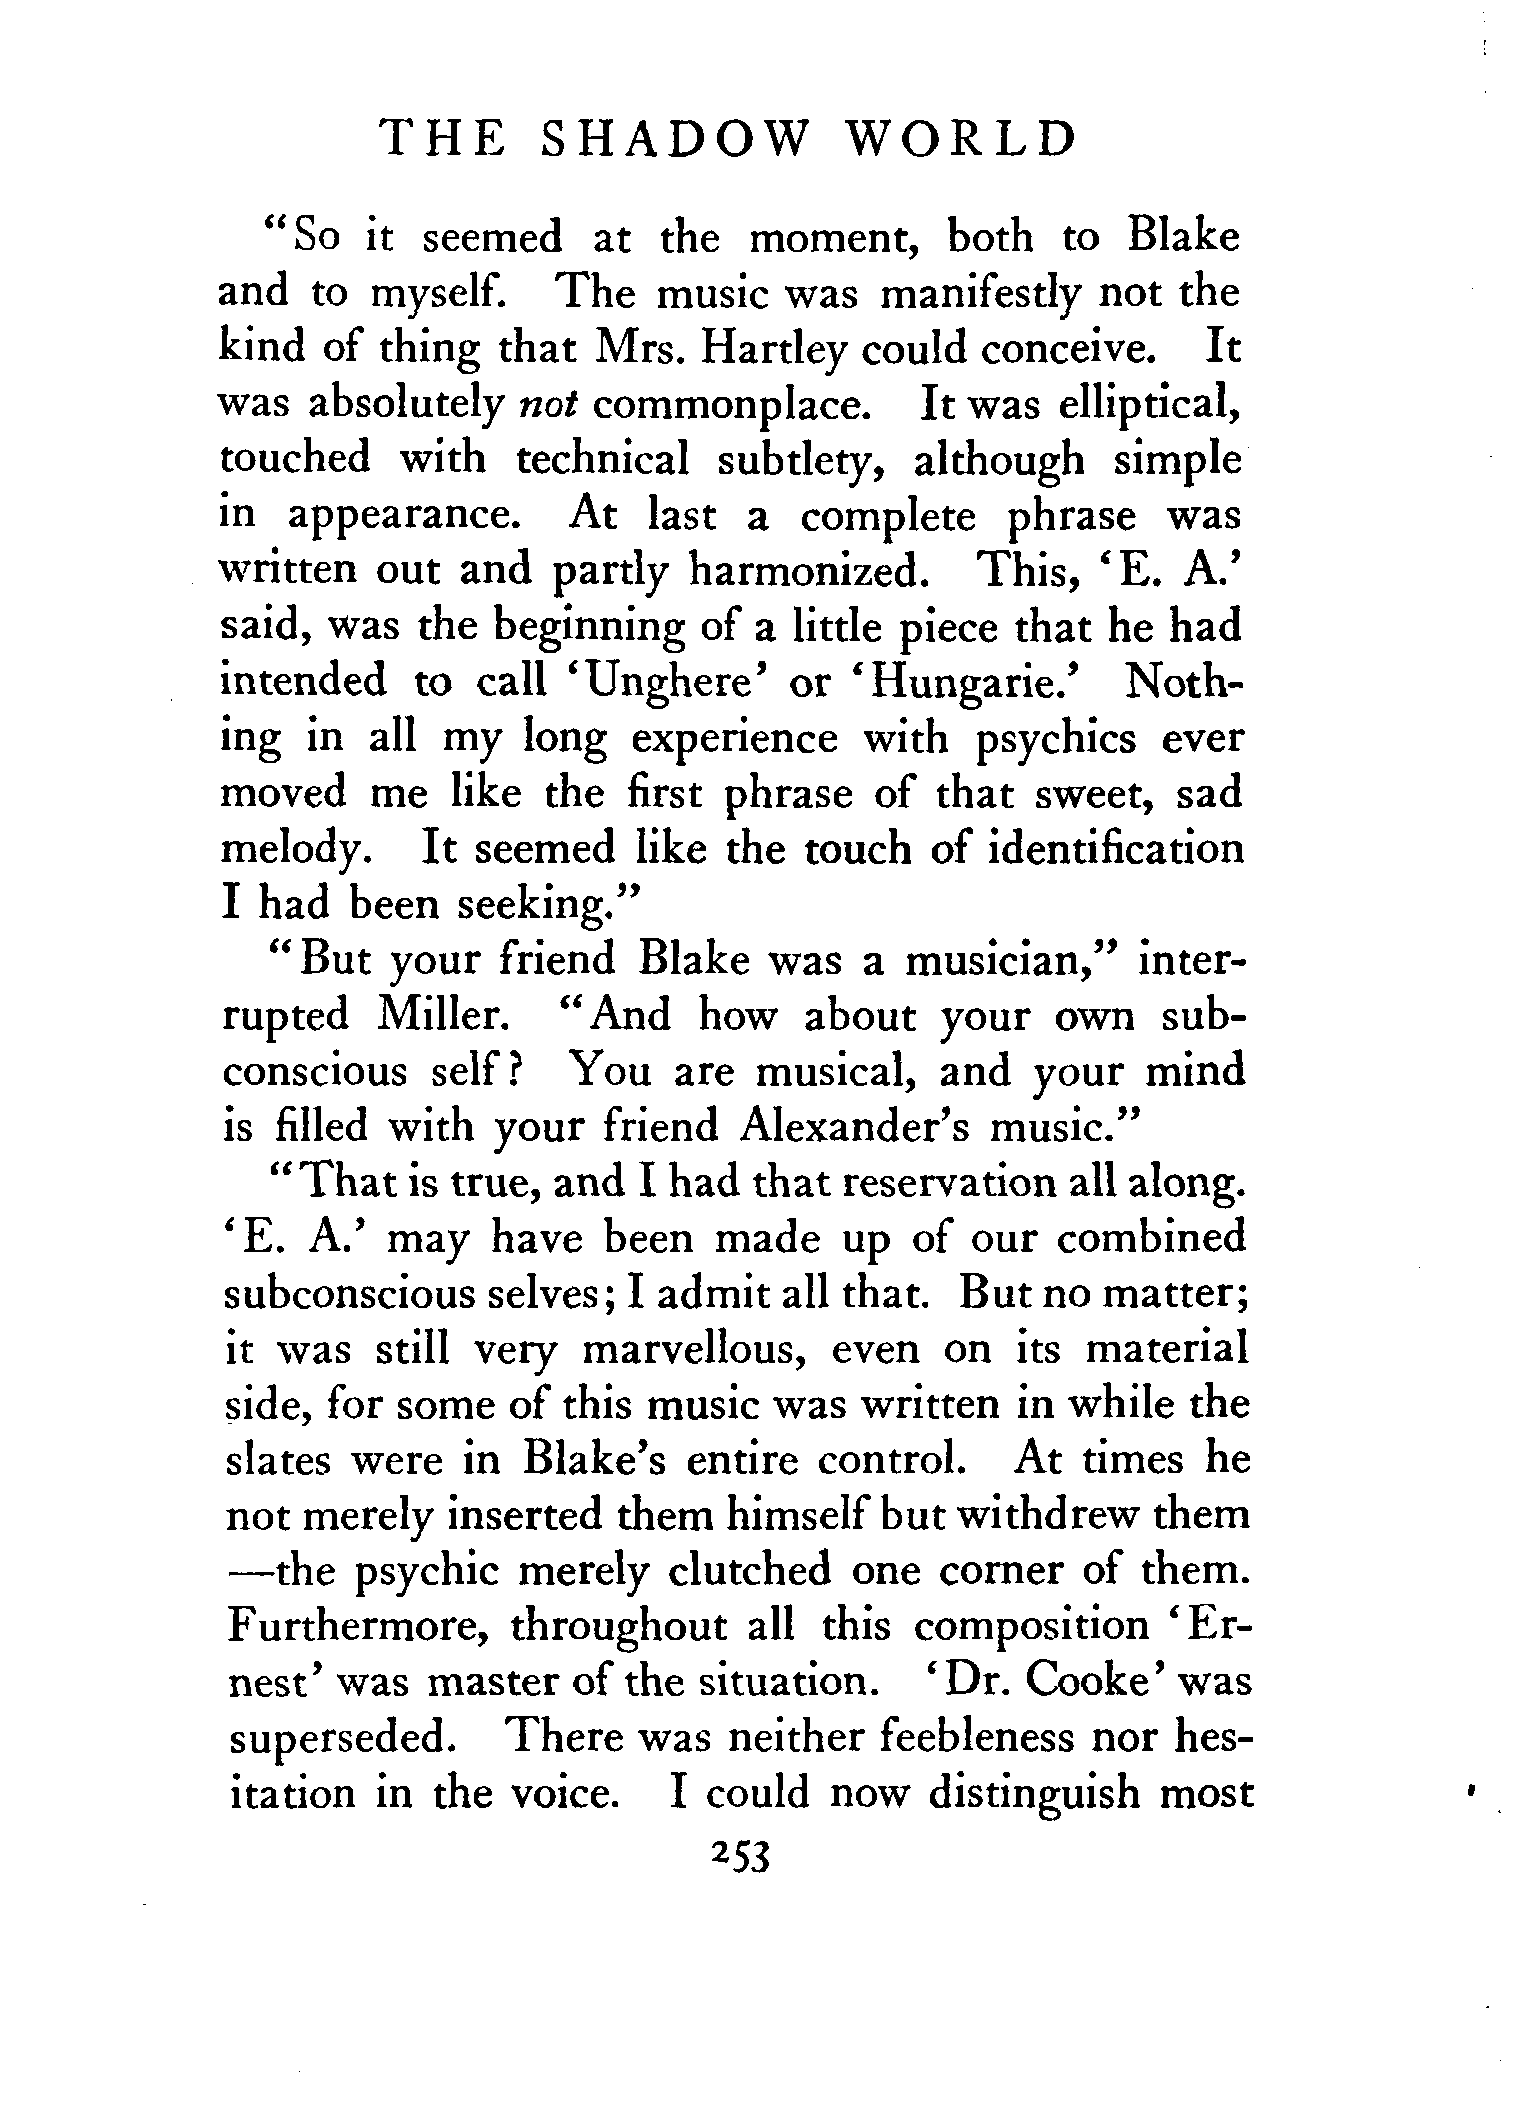 THE SHADOW WORLD
“So it seemed at the moment, both to Blake
and to myself. The music was manifestly not the
kind of thing that Mrs. Hartley could conceive. It
was absolutely not commonplace. It was elliptical,
touched with technical subtlety, although simple
in appearance. At last a complete phrase was
written out and partly harmonized. This, ‘E. A.’
said, was the beginning of a little piece that he had
intended to call ‘Unghere’ or ‘Hungarie.’ Noth-
ing in all my long experience with psychics ever
moved me like the first phrase of that sweet, sad
melody. It seemed like the touch of identification
I had been seeking.”
“But your friend Blake was a musician,” inter-
rupted Miller. “And how about your own sub-
conscious self? You are musical, and your mind
is filled with your friend Alexander’s music.”
“That is true, and I had that reservation all along.
‘E. A.’ may have been made up of our combined
subconscious selves; I admit all that. But no matter;
it was still very marvellous, even on its material
side, for some of this music was written in while the
slates were in Blake’s entire control. At times he
not merely inserted them himself but withdrew them
—the psychic merely clutched one corner of them.
Furthermore, throughout all this composition ‘Er-
nest’ was master of the situation. ‘Dr. Cooke’ was
superseded. There was neither feebleness nor hes-
itation in the voice. I could now distinguish most
253